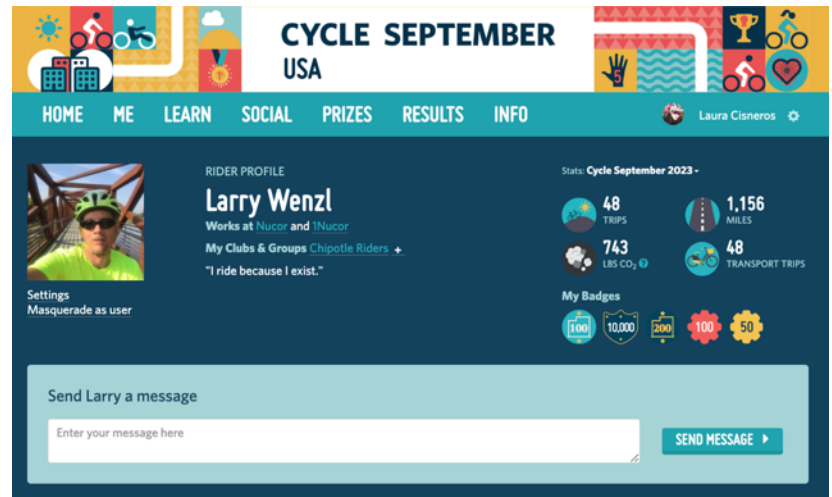 CYCLE SEPTEMBER
USA
5
HOME ME LEARN SOCIAL PRIZES RESULTS INFO
Laura Cisneros
RIDER PROFILE
Larry Wenzl
Works at Nucor and 1Nucor
My Clubs & Groups Chipotle Riders +
"I ride because I exist."
Settings
Masquerade as user
Stats: Cycle September 2023
48
TRIPS
1,156
MILES
743
LBS CO₂ ?
48
TRANSPORT TRIPS
My Badges
100 10,000 200 100 50
Send Larry a message
Enter your message here
SEND MESSAGE